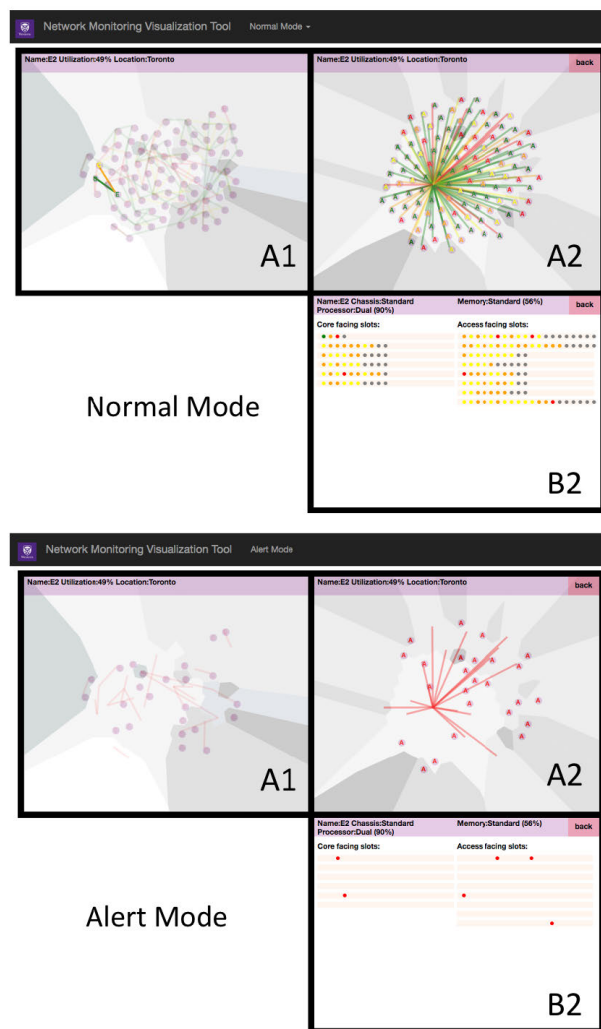 Network Monitoring Visualization Tool Normal Mode
Name:E2 Utilization:49% Location:Toronto
A1
Name:E2 Utilization:49% Location:Toronto back
A2
Normal Mode
Name:E2 Chassis:Standard Memory:Standard (56%) back
Processor:Dual (90%)
Core facing slots: Access facing slots:
B2
Network Monitoring Visualization Tool Alert Mode
Name:E2 Utilization:49% Location:Toronto
A1
Name:E2 Utilization:49% Location:Toronto back
A2
Alert Mode
Name:E2 Chassis:Standard Memory:Standard (56%) back
Processor:Dual (90%)
Core facing slots: Access facing slots:
B2